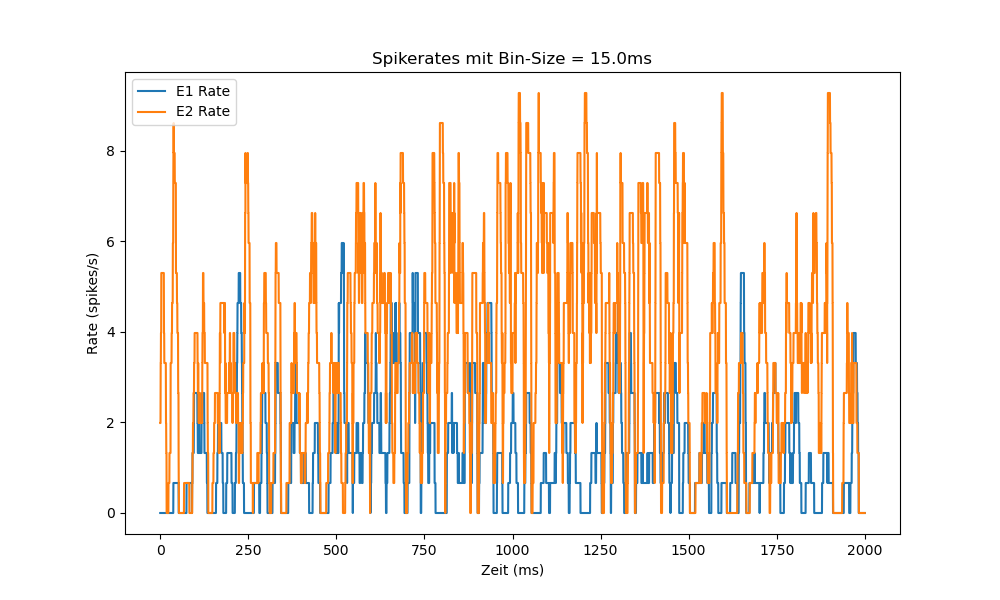 Spikerates mit Bin-Size = 15.0ms
E1 Rate
E2 Rate
Rate (spikes/s)
8
6
4
2
0
0 250 500 750 1000 1250 1500 1750 2000
Zeit (ms)